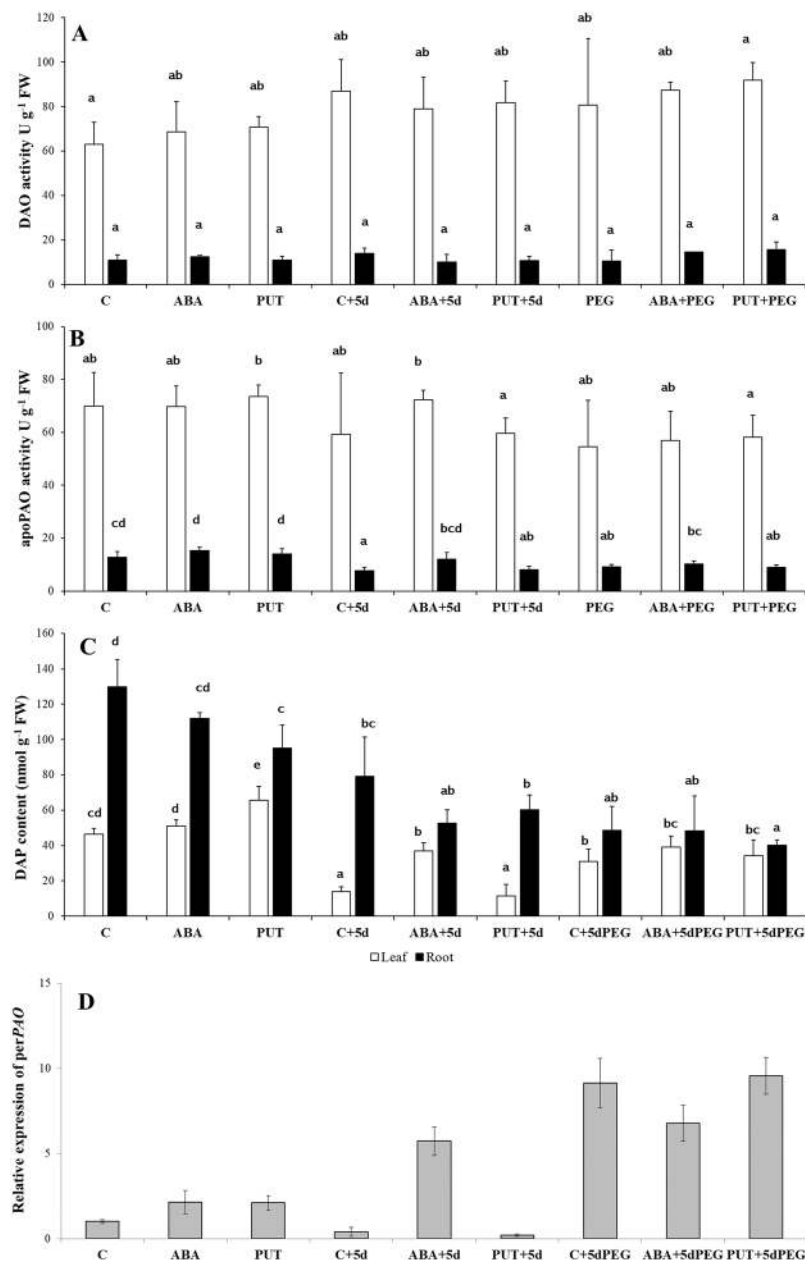 A
DAO activity U g⁻¹ FW
120
100
80
60
40
20
0
a ab ab ab ab ab ab ab a
a a a a a a a a a
C ABA PUT C+5d ABA+5d PUT+5d PEG ABA+PEG PUT+PEG
B
apoPAO activity U g⁻¹ FW
100
80
60
40
20
0
ab ab b ab b a ab ab a
cd d d a bcd ab ab bc ab
C ABA PUT C+5d ABA+5d PUT+5d PEG ABA+PEG PUT+PEG
C
DAP content (nmol g⁻¹ FW)
160
140
120
100
80
60
40
20
0
d cd c bc ab b ab ab a
cd d e a b a b bc bc
C ABA PUT C+5d ABA+5d PUT+5d C+5dPEG ABA+5dPEG PUT+5dPEG
Leaf Root
D
Relative expression of perPAO
15
10
5
0
C ABA PUT C+5d ABA+5d PUT+5d C+5dPEG ABA+5dPEG PUT+5dPEG